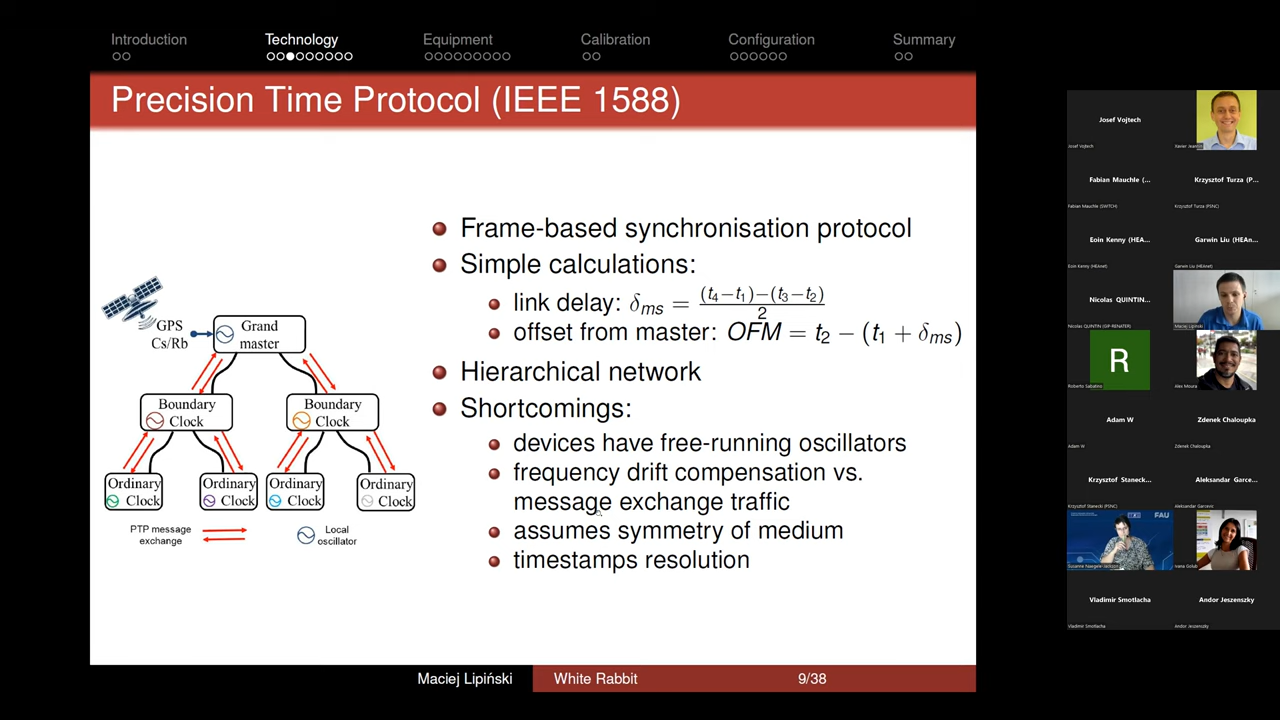 Introduction
Technology
Equipment
Calibration
Configuration
Summary
Precision Time Protocol (IEEE 1588)
Frame-based synchronisation protocol
Simple calculations:
link delay: δms = (t4−t1)−(t3−t2) / 2
offset from master: OFM = t2 − (t1 + δms)
Hierarchical network
Shortcomings:
devices have free-running oscillators
frequency drift compensation vs.
message exchange traffic
assumes symmetry of medium
timestamps resolution
GPS
Cs/Rb
Grand
master
Boundary
Clock
Boundary
Clock
Ordinary
Clock
Ordinary
Clock
Ordinary
Clock
Ordinary
Clock
PTP message
exchange
Local
oscillator
Maciej Lipiński
White Rabbit
9/38
Josef Vojtech
Josef Vojtech
Xavier Jeannin
Fabian Mauchle (...
Fabian Mauchle (SWITCH)
Krzysztof Turza (P...
Krzysztof Turza (PSNC)
Eoin Kenny (HEA...
Eoin Kenny (HEAnet)
Garwin Liu (HEAn...
Garwin Liu (HEAnet)
Nicolas QUINTIN...
Nicolas QUINTIN (GIP-RENATER)
Maciej Lipinski
R
Roberto Sabatino
Alex Moura
Adam W
Adam W
Zdenek Chaloupka
Zdenek Chaloupka
Krzysztof Staneck...
Krzysztof Stanecki (PSNC)
Aleksandar Garce...
Aleksandar Garcevic
FAU
Susanne Naegele-Jackson
Ivana Golub
Vladimir Smotlacha
Vladimir Smotlacha
Andor Jeszenszky
Andor Jeszenszky